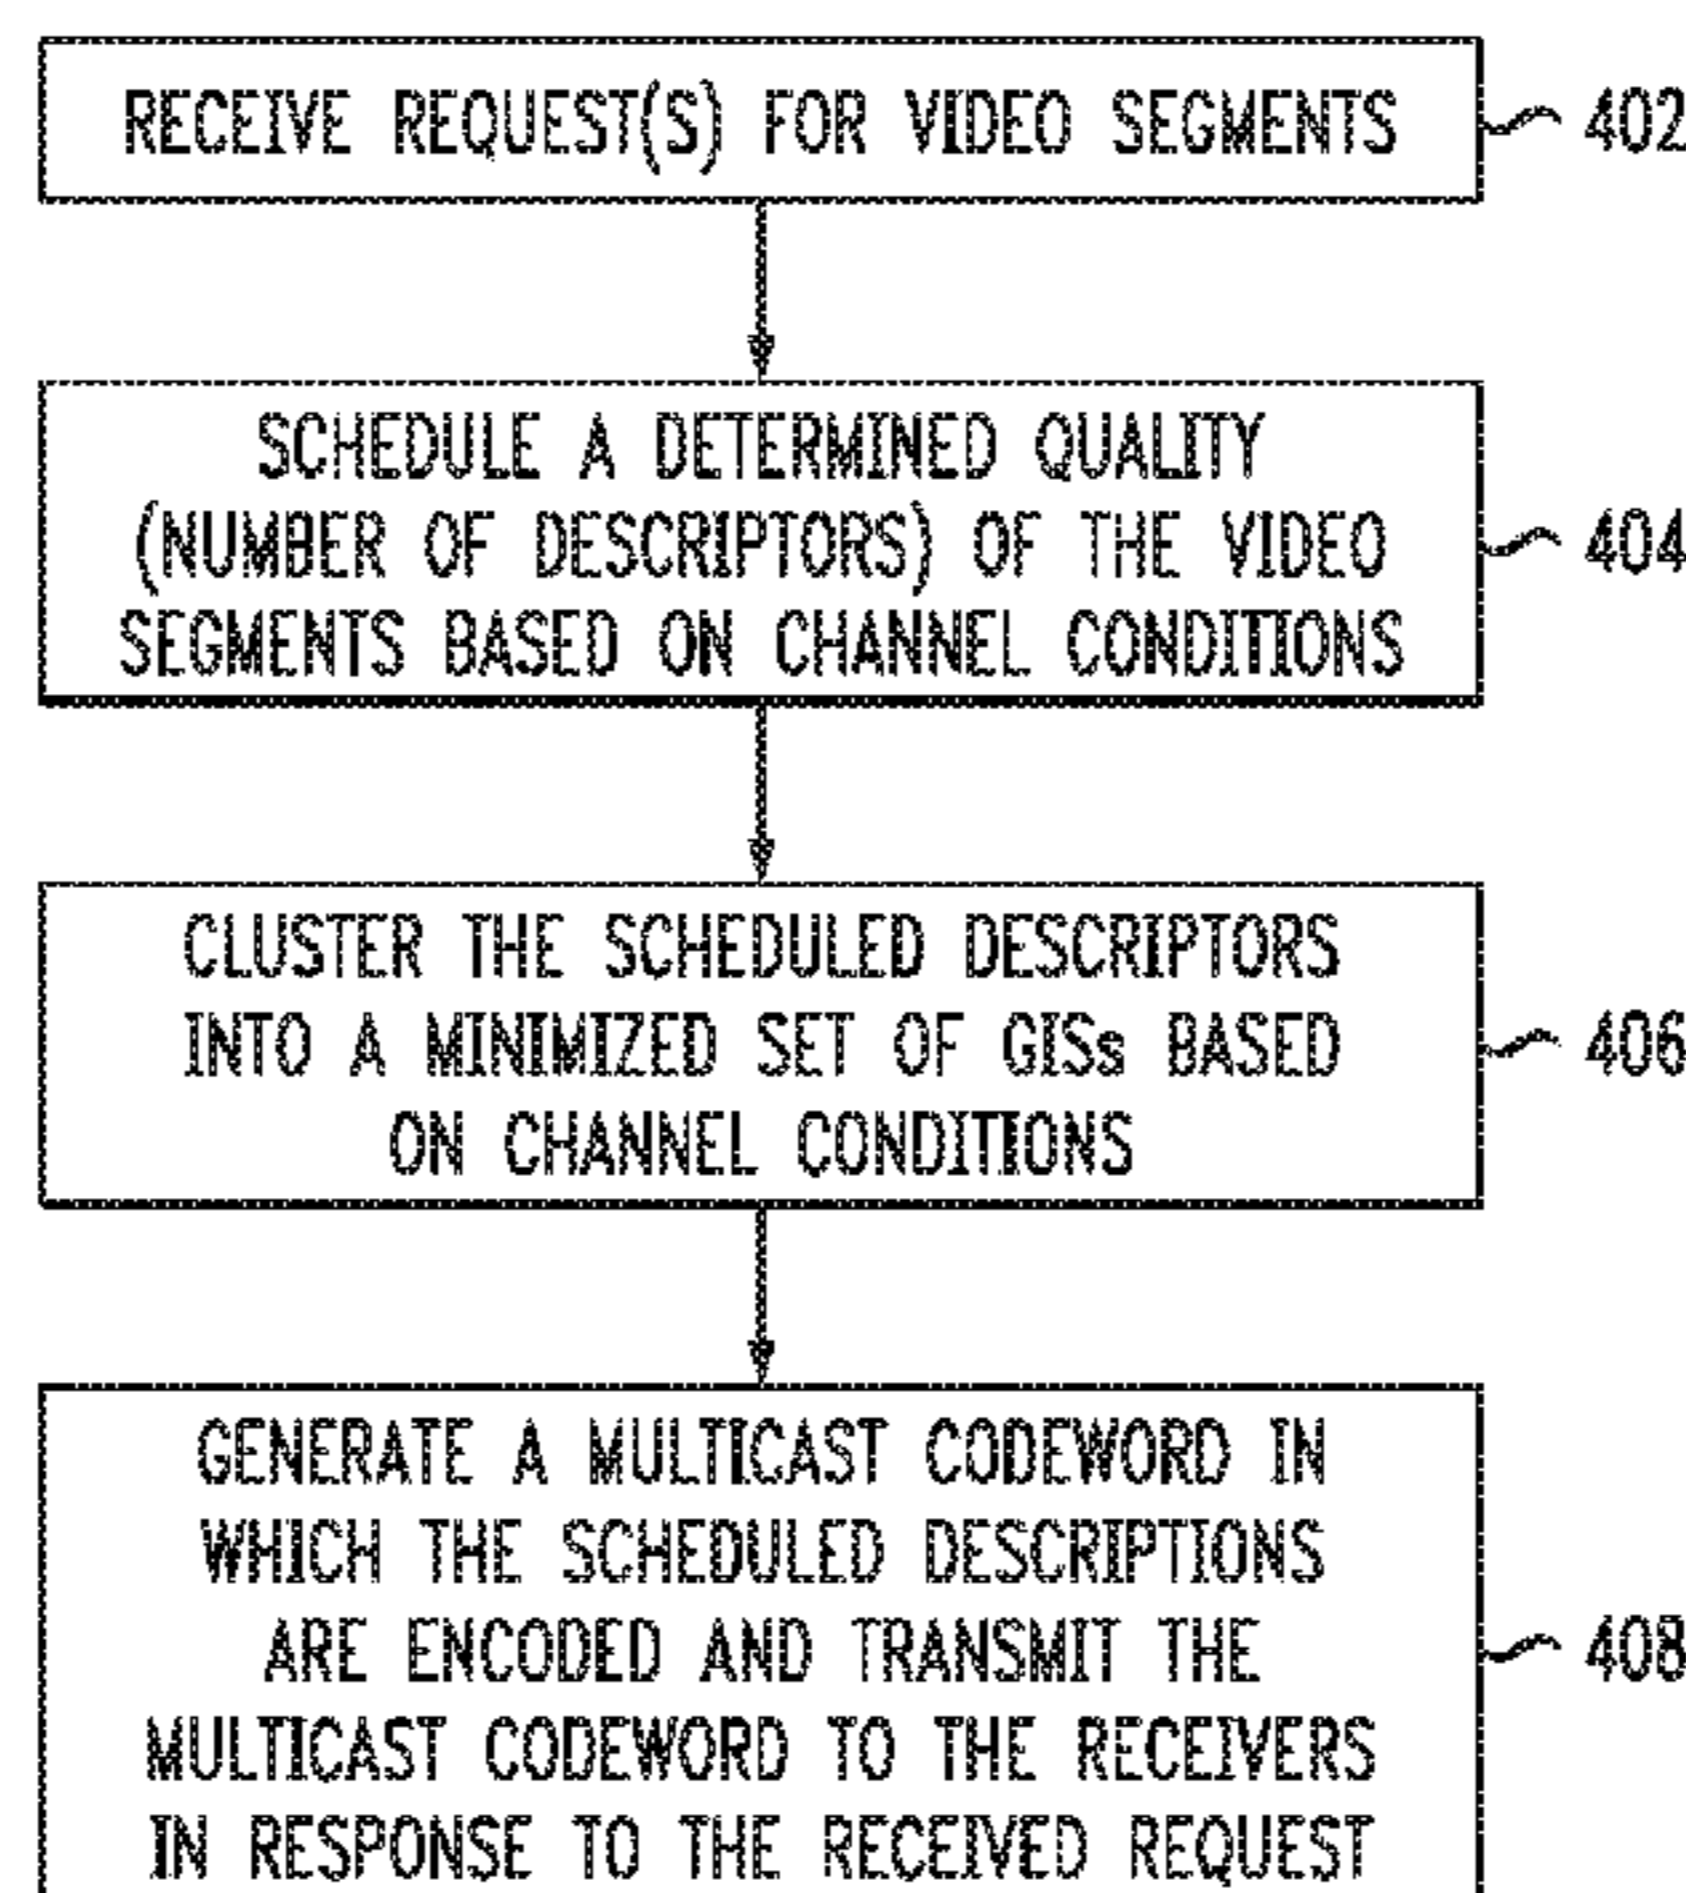 RECEIVE REQUEST(S) FOR VIDEO SEGMENTS
402
SCHEDULE A DETERMINED QUALITY
(NUMBER OF DESCRIPTORS) OF THE VIDEO
SEGMENTS BASED ON CHANNEL CONDITIONS
404
CLUSTER THE SCHEDULED DESCRIPTORS
INTO A MINIMIZED SET OF GISs BASED
ON CHANNEL CONDITIONS
406
GENERATE A MULTICAST CODEWORD IN
WHICH THE SCHEDULED DESCRIPTIONS
ARE ENCODED AND TRANSMIT THE
MULTICAST CODEWORD TO THE RECEIVERS
IN RESPONSE TO THE RECEIVED REQUEST
408